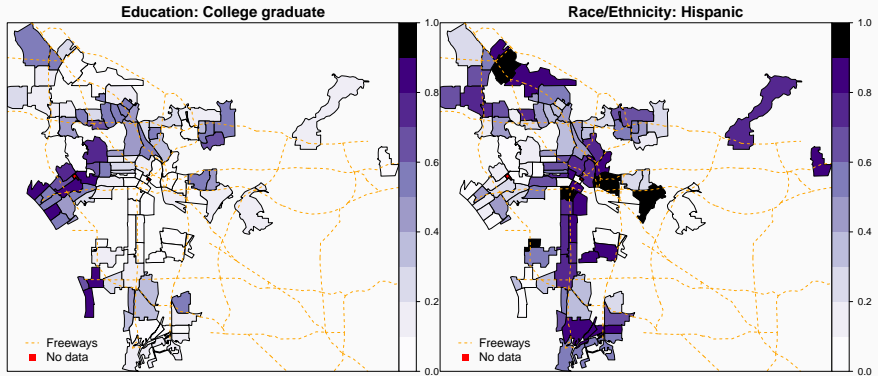 Education: College graduate
1.0
0.8
0.6
0.4
0.2
0.0
Freeways
No data
Race/Ethnicity: Hispanic
1.0
0.8
0.6
0.4
0.2
0.0
Freeways
No data